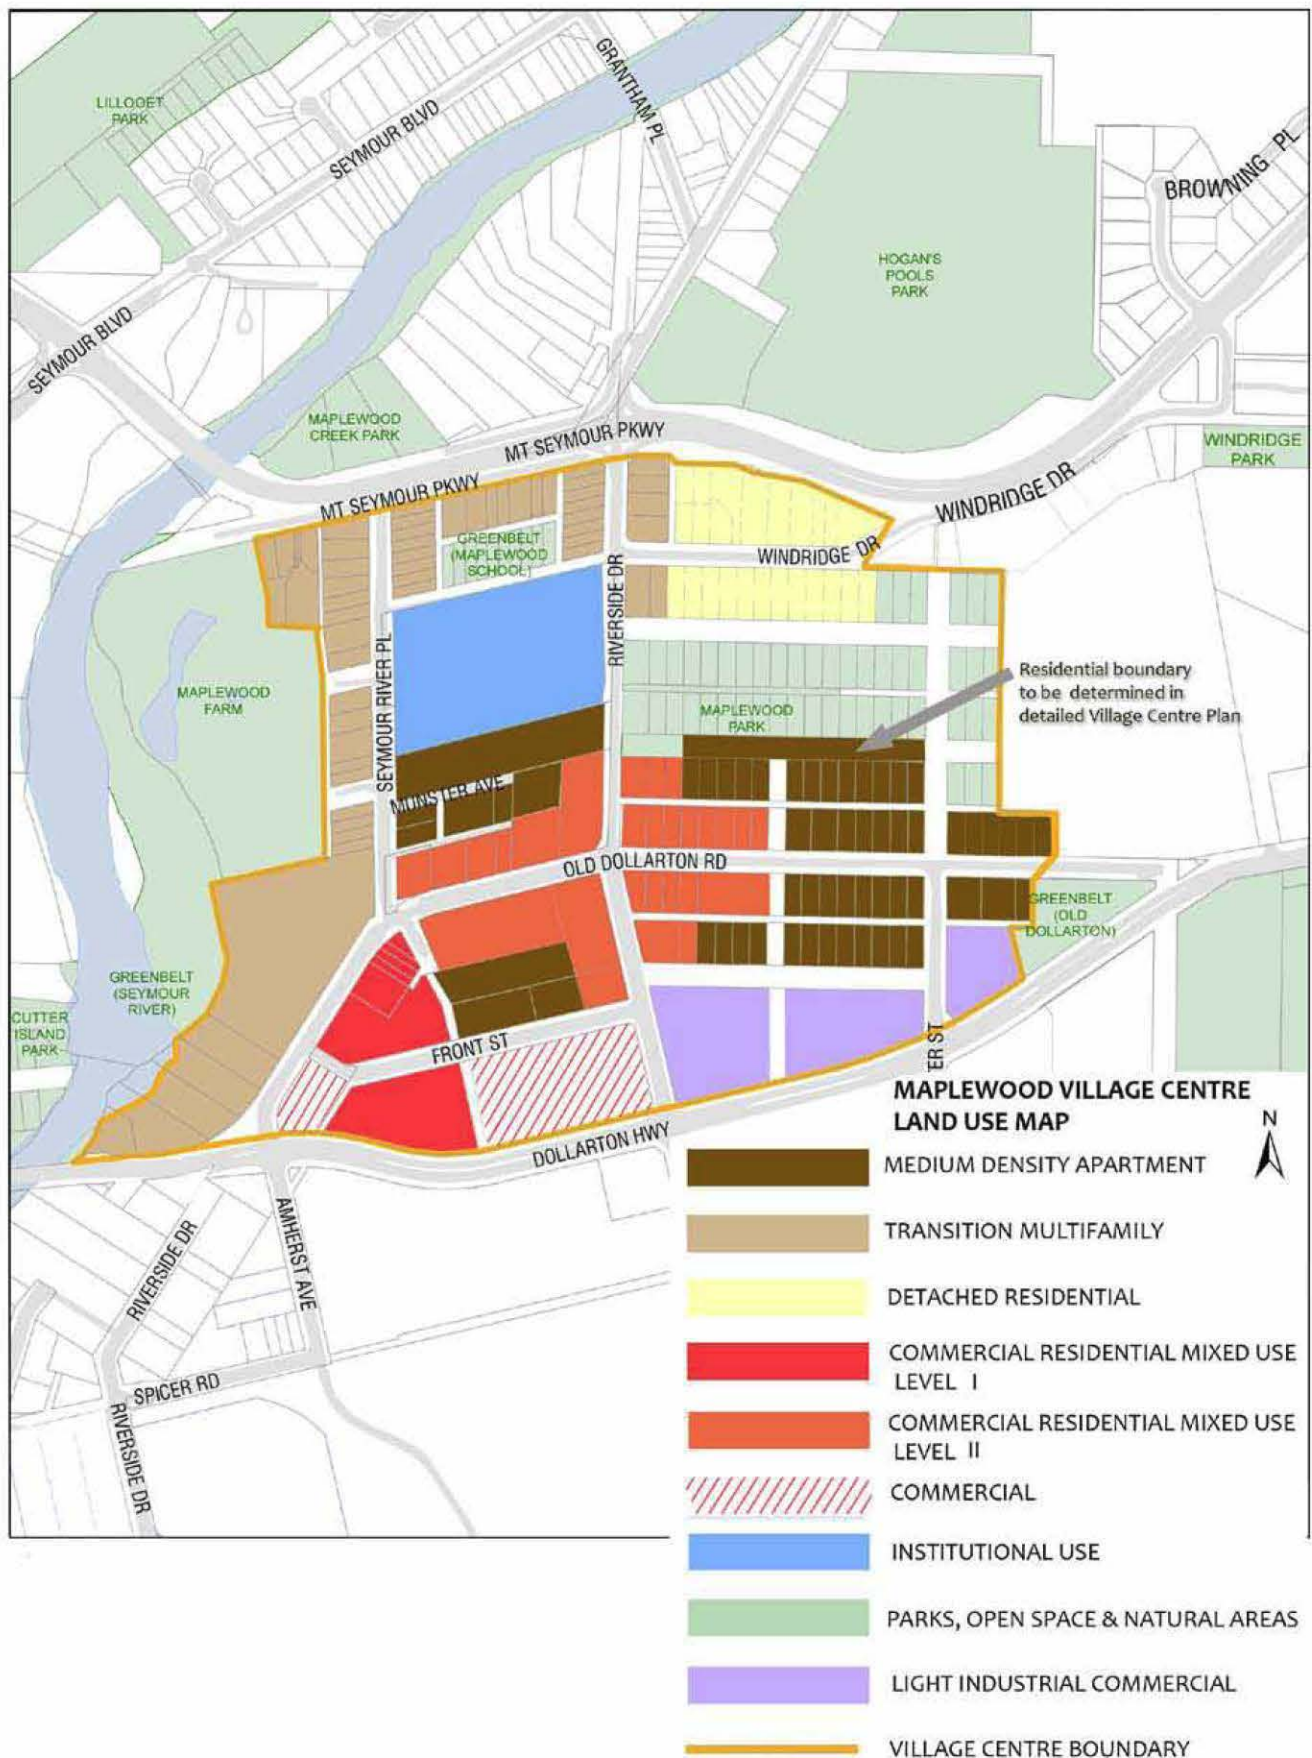 LILLOOET
PARK
SEYMOUR BLVD
GRANTHAM PL
BROWNING PL
HOGAN'S
POOLS
PARK
SEYMOUR BLVD
MAPLEWOOD
CREEK PARK
MT SEYMOUR PKWY
WINDRIDGE
PARK
MT SEYMOUR PKWY
WINDRIDGE DR
GREENBELT
(MAPLEWOOD
SCHOOL)
WINDRIDGE DR
RIVERSIDE DR
SEYMOUR RIVER PL
MAPLEWOOD
FARM
MAPLEWOOD
PARK
Residential boundary
to be determined in
detailed Village Centre Plan
MUNSTER AVE
OLD DOLLARTON RD
GREENBELT
(OLD
DOLLARTON)
GREENBELT
(SEYMOUR
RIVER)
CUTTER
ISLAND
PARK
FRONT ST
ER ST
DOLLARTON HWY
RIVERSIDE DR
AMHERST AVE
SPICER RD
RIVERSIDE DR
MAPLEWOOD VILLAGE CENTRE
LAND USE MAP
N
MEDIUM DENSITY APARTMENT
TRANSITION MULTIFAMILY
DETACHED RESIDENTIAL
COMMERCIAL RESIDENTIAL MIXED USE
LEVEL I
COMMERCIAL RESIDENTIAL MIXED USE
LEVEL II
COMMERCIAL
INSTITUTIONAL USE
PARKS, OPEN SPACE & NATURAL AREAS
LIGHT INDUSTRIAL COMMERCIAL
VILLAGE CENTRE BOUNDARY